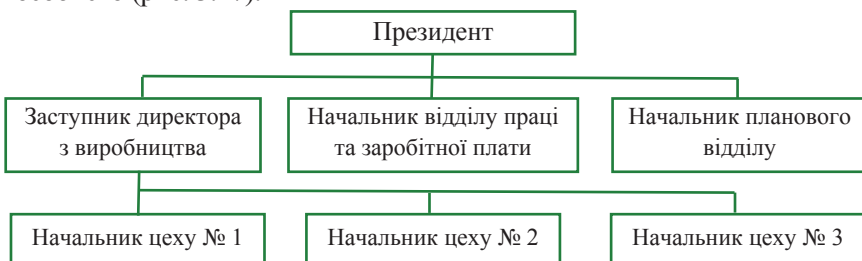 Президент
Заступник директора
з виробництва
Начальник відділу праці
та заробітної плати
Начальник планового
відділу
Начальник цеху № 1
Начальник цеху № 2
Начальник цеху № 3